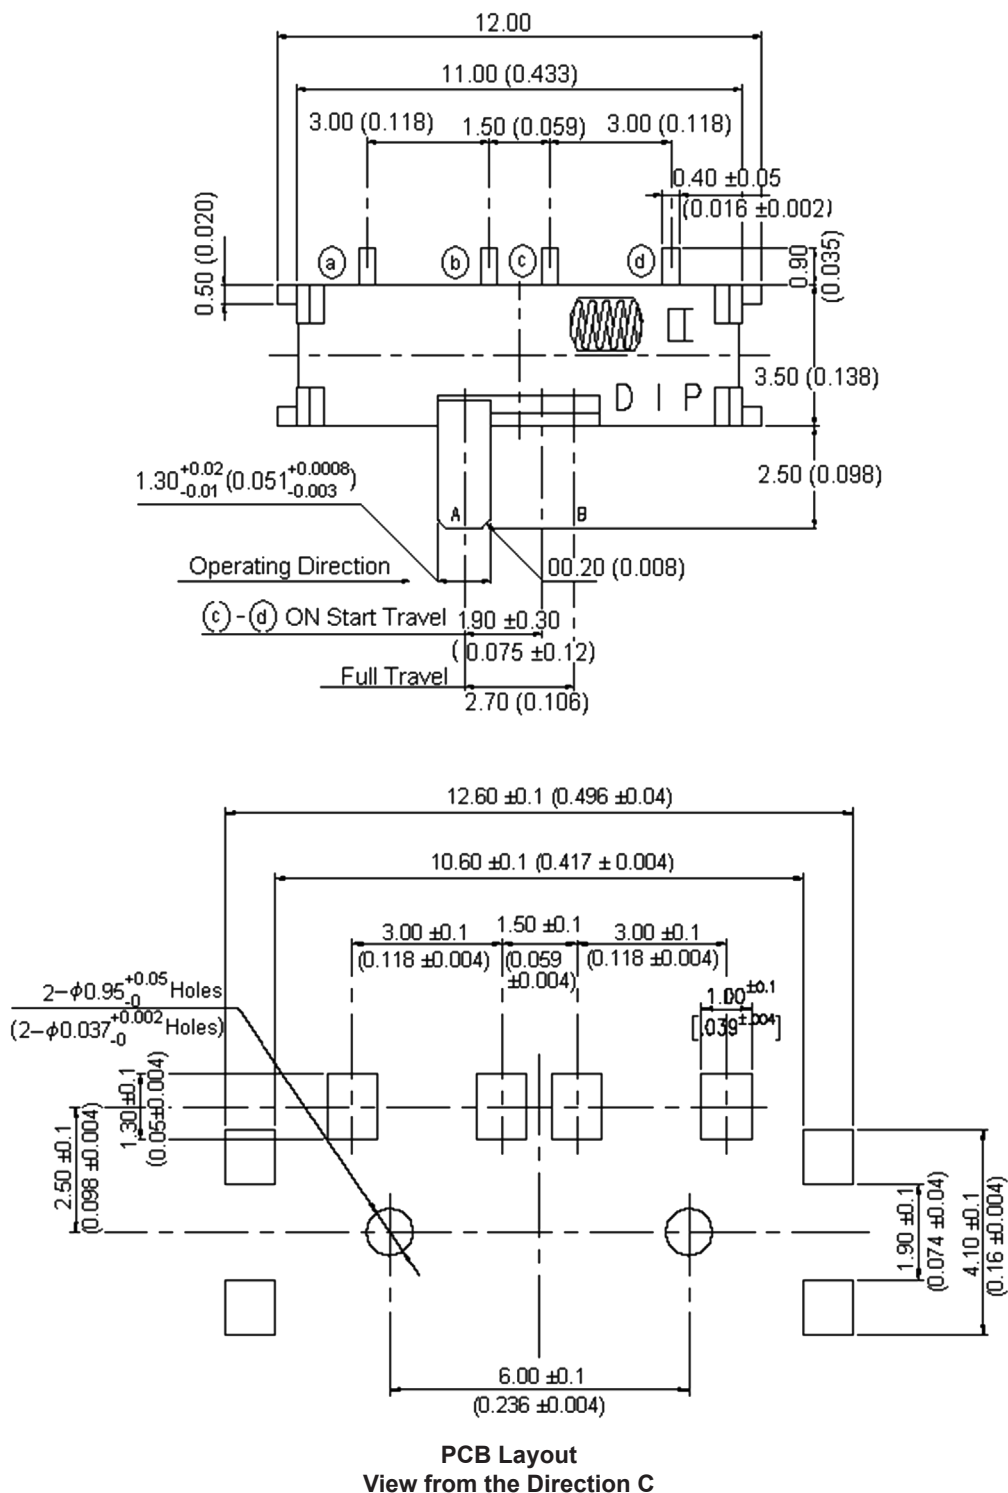 12.00
11.00 (0.433)
3.00 (0.118) 1.50 (0.059) 3.00 (0.118)
0.40 ±0.05
(0.016 ±0.002)
0.50 (0.020)
a b c d
0.90
(0.035)
3.50 (0.138)
D I P
1.30 +0.02 -0.01 (0.051 +0.0008 -0.003)
2.50 (0.098)
A B
Operating Direction
00.20 (0.008)
c - d ON Start Travel 1.90 ±0.30
(0.075 ±0.12)
Full Travel
2.70 (0.106)
12.60 ±0.1 (0.496 ±0.04)
10.60 ±0.1 (0.417 ± 0.004)
3.00 ±0.1
(0.118 ±0.004)
1.50 ±0.1
(0.059
±0.004)
3.00 ±0.1
(0.118 ±0.004)
2-ϕ0.95 +0.05 -0 Holes
(2-ϕ0.037 +0.002 -0 Holes)
1.00 ±0.1
[.039 ±.004]
1.30 ±0.1
(0.05±0.004)
2.50 ±0.1
(0.098 ±0.004)
1.90 ±0.1
(0.074 ±0.04)
4.10 ±0.1
(0.16 ±0.004)
6.00 ±0.1
(0.236 ±0.004)
PCB Layout
View from the Direction C